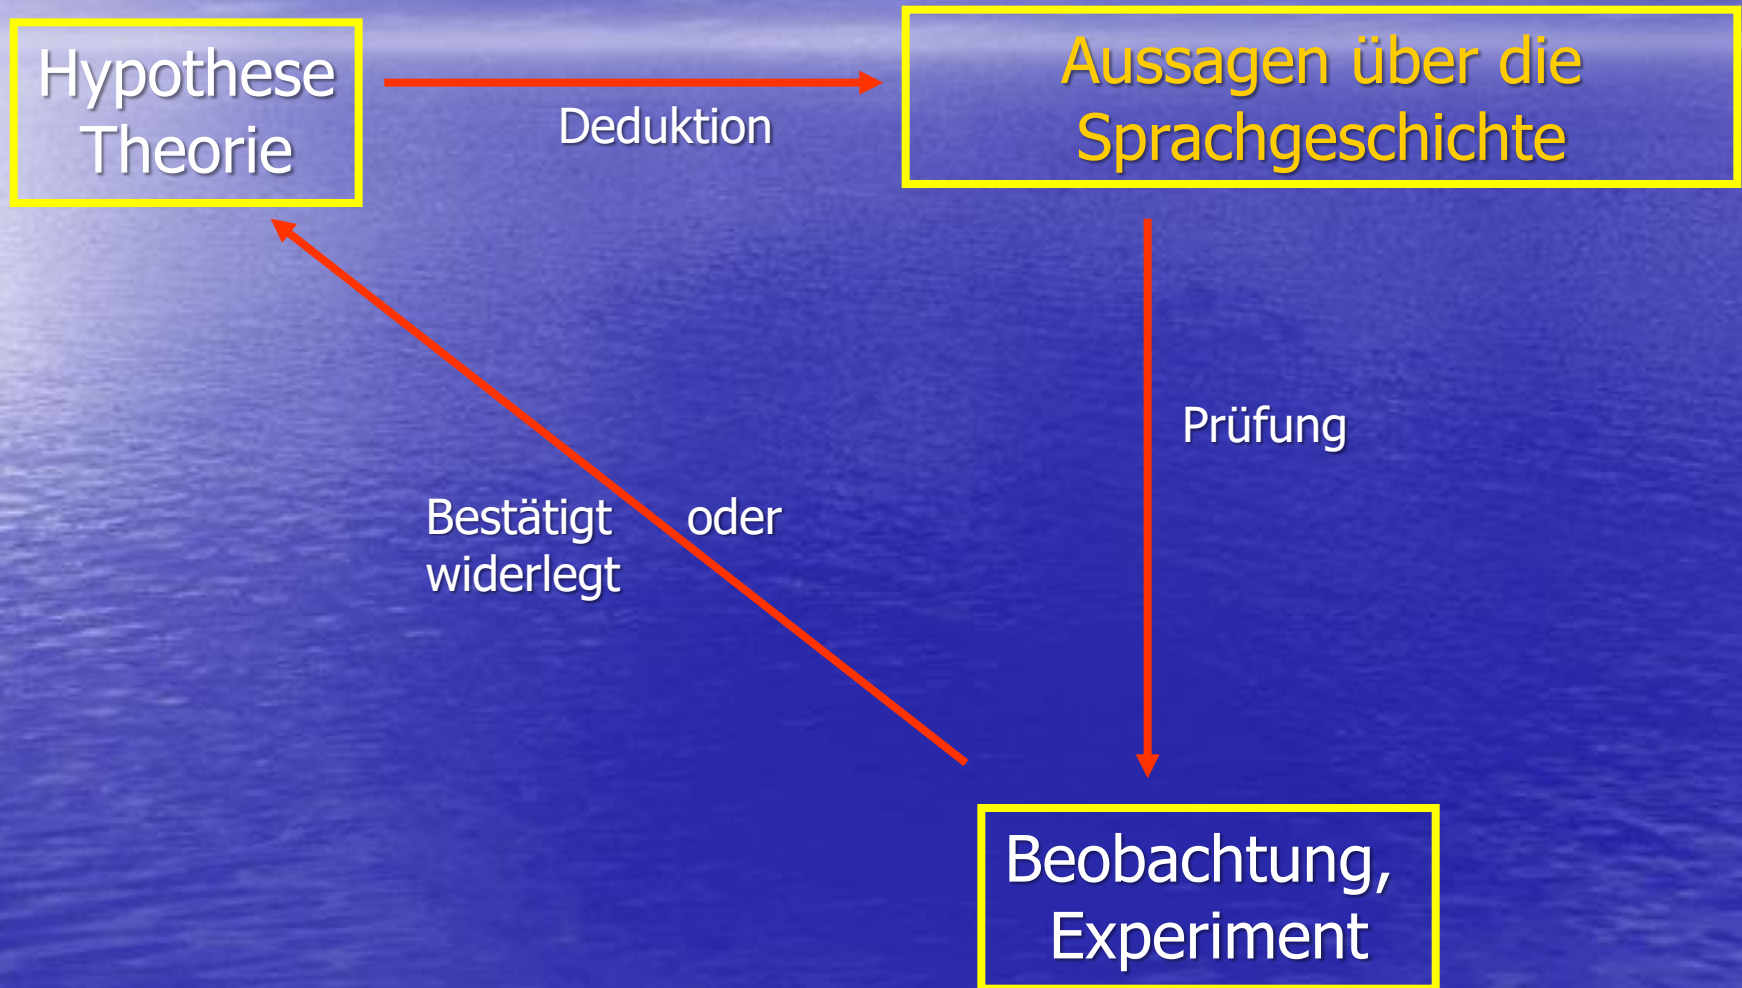 Hypothese
Theorie
Deduktion
Aussagen über die
Sprachgeschichte
Prüfung
Bestätigt oder
widerlegt
Beobachtung,
Experiment